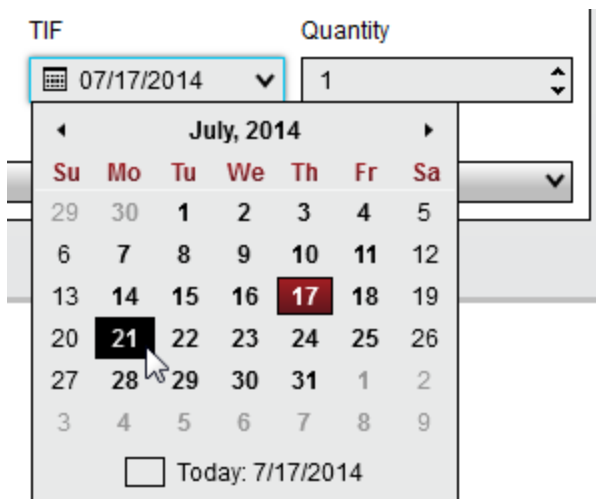 TIF Quantity
07/17/2014 1
July, 2014
Su Mo Tu We Th Fr Sa
29 30 1 2 3 4 5
6 7 8 9 10 11 12
13 14 15 16 17 18 19
20 21 22 23 24 25 26
27 28 29 30 31 1 2
3 4 5 6 7 8 9
Today: 7/17/2014